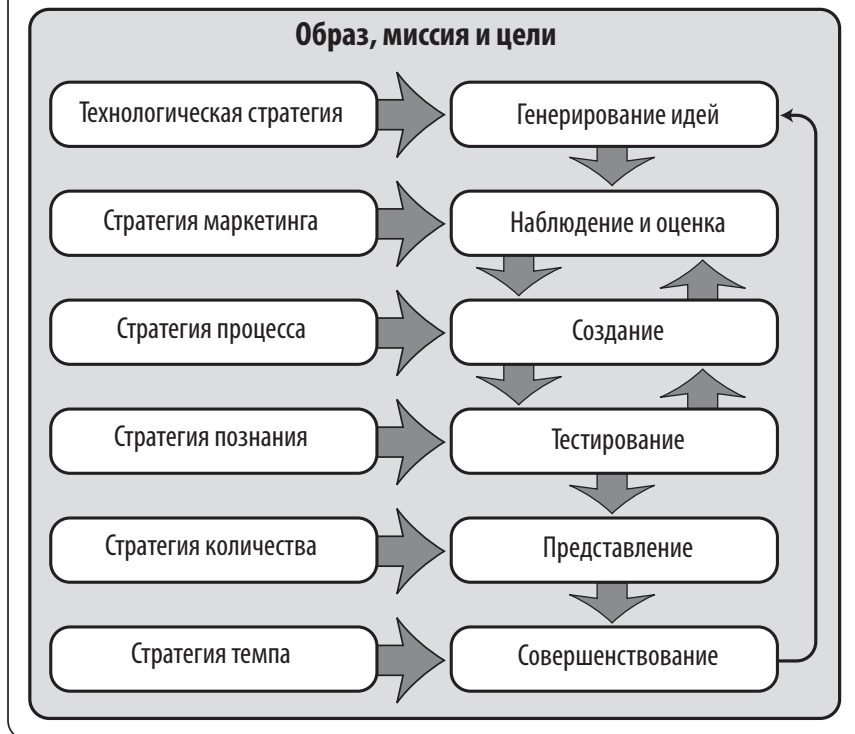 Образ, миссия и цели
Технологическая стратегия
Генерирование идей
Стратегия маркетинга
Наблюдение и оценка
Стратегия процесса
Создание
Стратегия познания
Тестирование
Стратегия количества
Представление
Стратегия темпа
Совершенствование